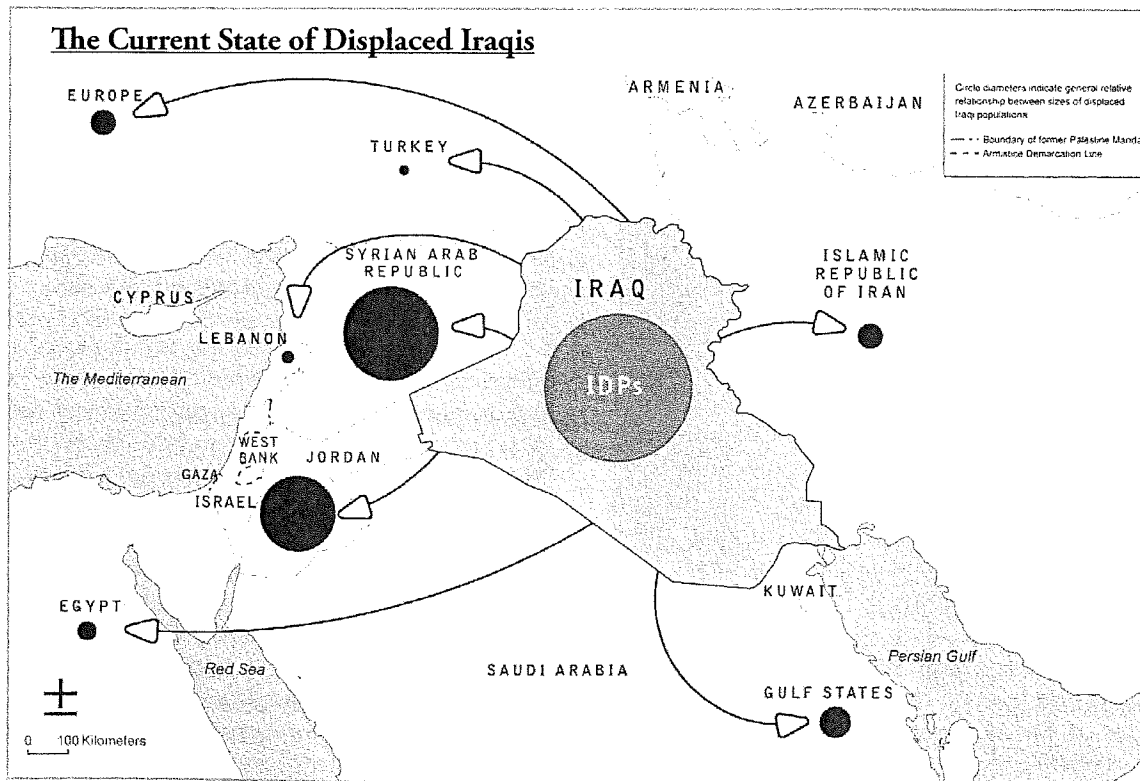 The Current State of Displaced Iraqis
EUROPE
ARMENIA
AZERBAIJAN
Circle diameters indicate general relative
relationship between sizes of displaced
Iraqi populations
Boundary of former Palestine Manda
Armistice Demarcation Line
TURKEY
SYRIAN ARAB
REPUBLIC
ISLAMIC
REPUBLIC
OF IRAN
IRAQ
CYPRUS
LEBANON
IDPs
The Mediterranean
WEST
BANK
JORDAN
GAZA
ISRAEL
EGYPT
KUWAIT
Red Sea
SAUDI ARABIA
Persian Gulf
GULF STATES
0 100 Kilometers